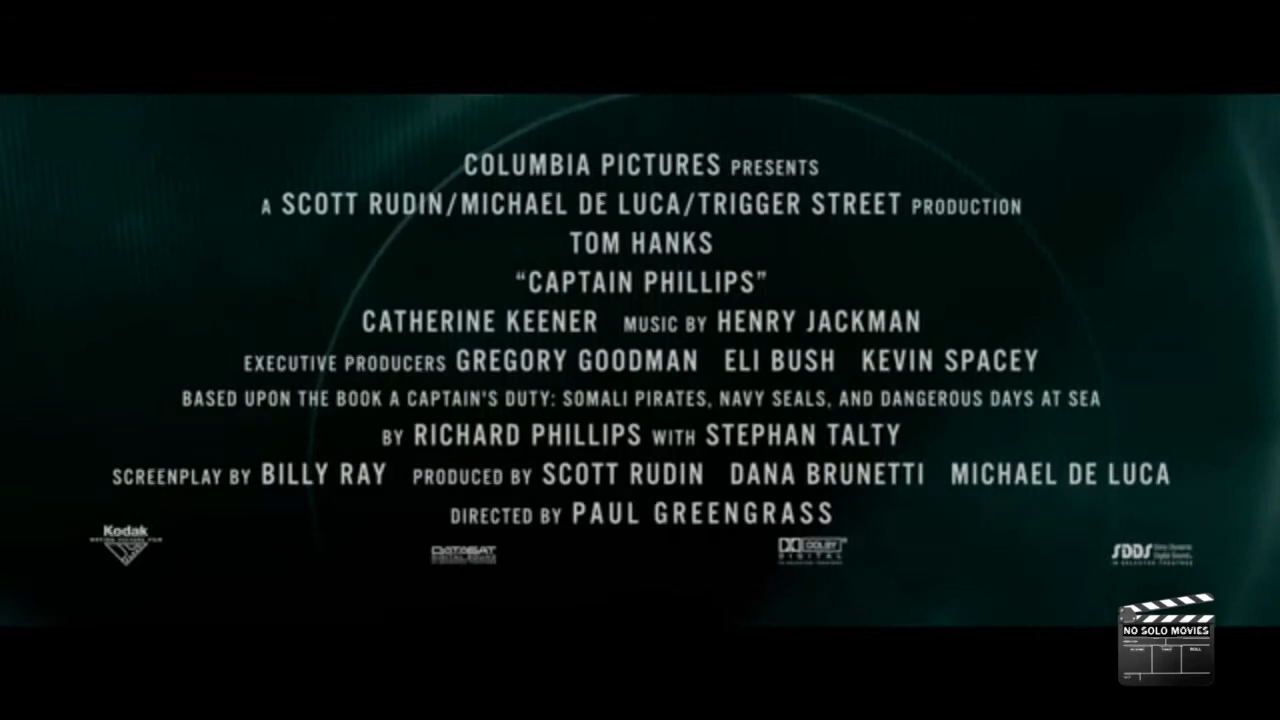 COLUMBIA PICTURES PRESENTS
A SCOTT RUDIN/MICHAEL DE LUCA/TRIGGER STREET PRODUCTION
TOM HANKS
“CAPTAIN PHILLIPS”
CATHERINE KEENER MUSIC BY HENRY JACKMAN
EXECUTIVE PRODUCERS GREGORY GOODMAN ELI BUSH KEVIN SPACEY
BASED UPON THE BOOK A CAPTAIN'S DUTY: SOMALI PIRATES, NAVY SEALS, AND DANGEROUS DAYS AT SEA
BY RICHARD PHILLIPS WITH STEPHAN TALTY
SCREENPLAY BY BILLY RAY PRODUCED BY SCOTT RUDIN DANA BRUNETTI MICHAEL DE LUCA
DIRECTED BY PAUL GREENGRASS
Kodak
DATASAT
DOLBY
DIGITAL
SDDS
NO SOLO MOVIES